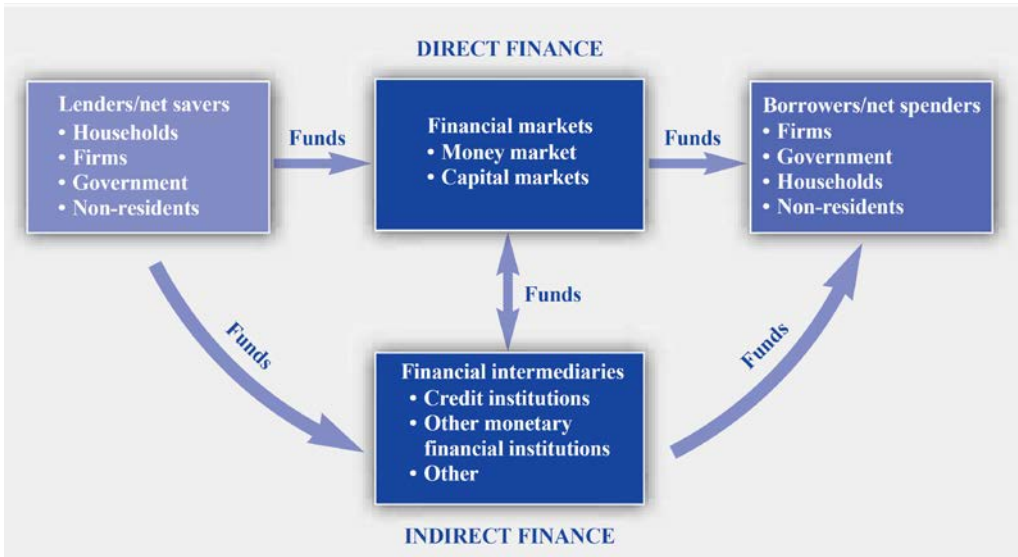 DIRECT FINANCE
Lenders/net savers
• Households
• Firms
• Government
• Non-residents
Funds
Financial markets
• Money market
• Capital markets
Funds
Borrowers/net spenders
• Firms
• Government
• Households
• Non-residents
Funds
Funds
Funds
Financial intermediaries
• Credit institutions
• Other monetary
financial institutions
• Other
INDIRECT FINANCE